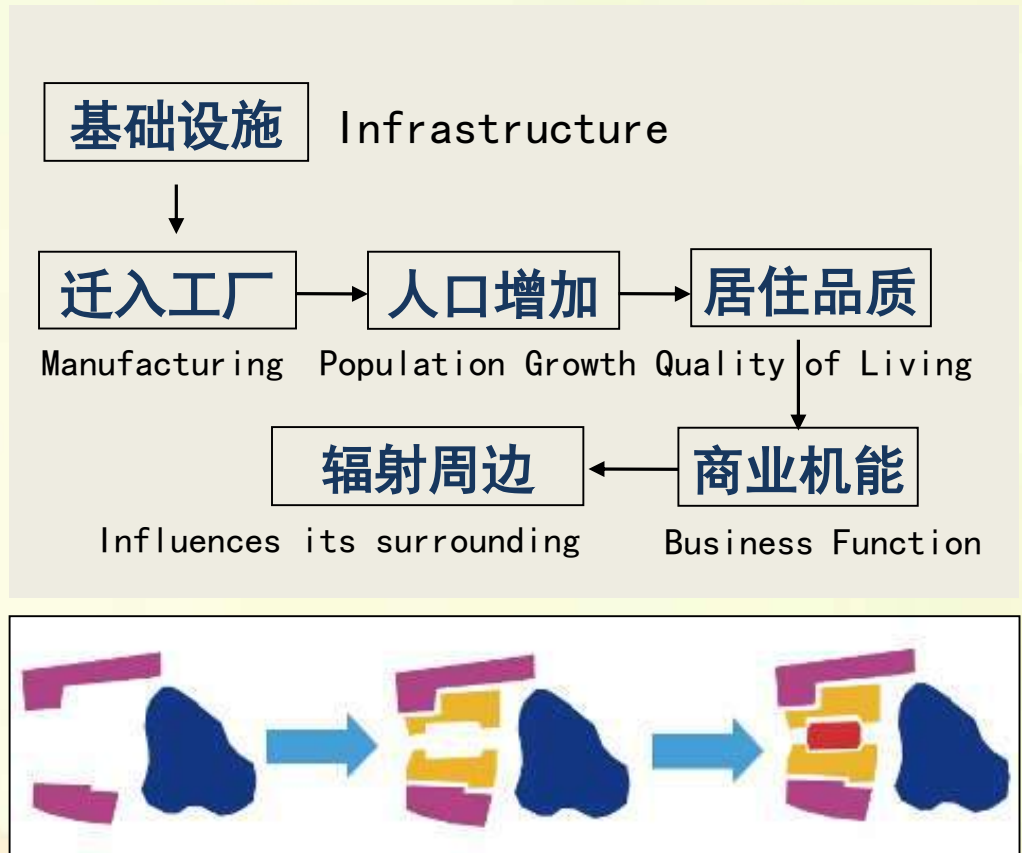 基础设施 Infrastructure
迁入工厂 人口增加 居住品质
Manufacturing Population Growth Quality of Living
辐射周边 商业机能
Influences its surrounding Business Function